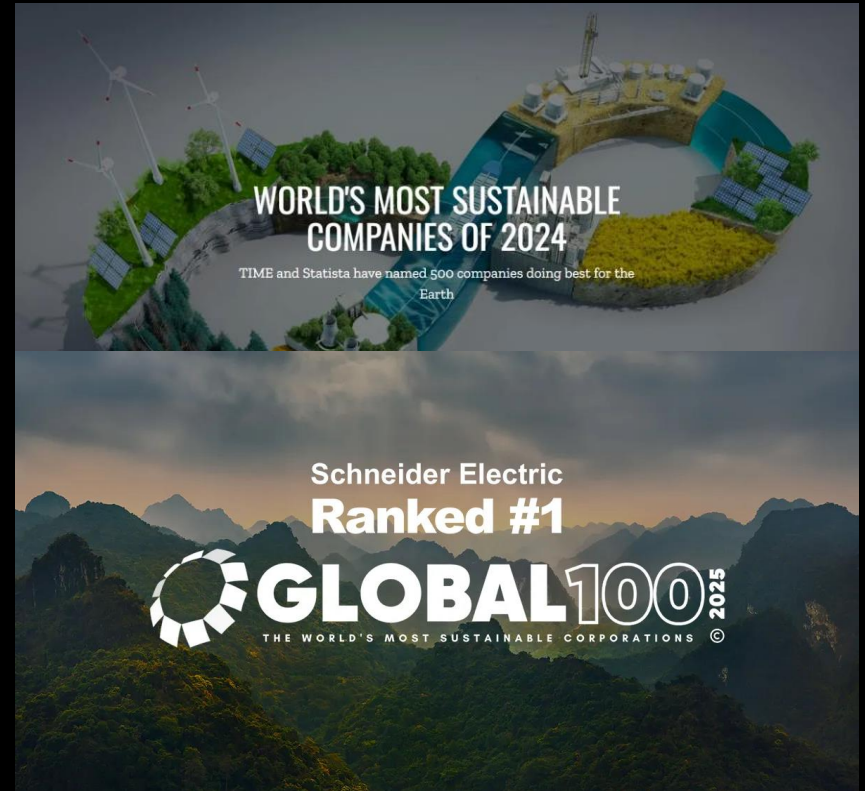 WORLD'S MOST SUSTAINABLE
COMPANIES OF 2024
TIME and Statista have named 500 companies doing best for the
Earth
Schneider Electric
Ranked #1
GLOBAL100
© 2025
THE WORLD'S MOST SUSTAINABLE CORPORATIONS